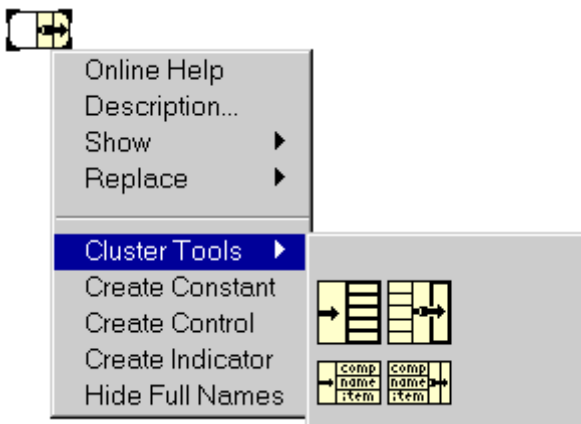 Online Help
Description...
Show
Replace
Cluster Tools
Create Constant
Create Control
Create Indicator
Hide Full Names
comp comp
name name
item item